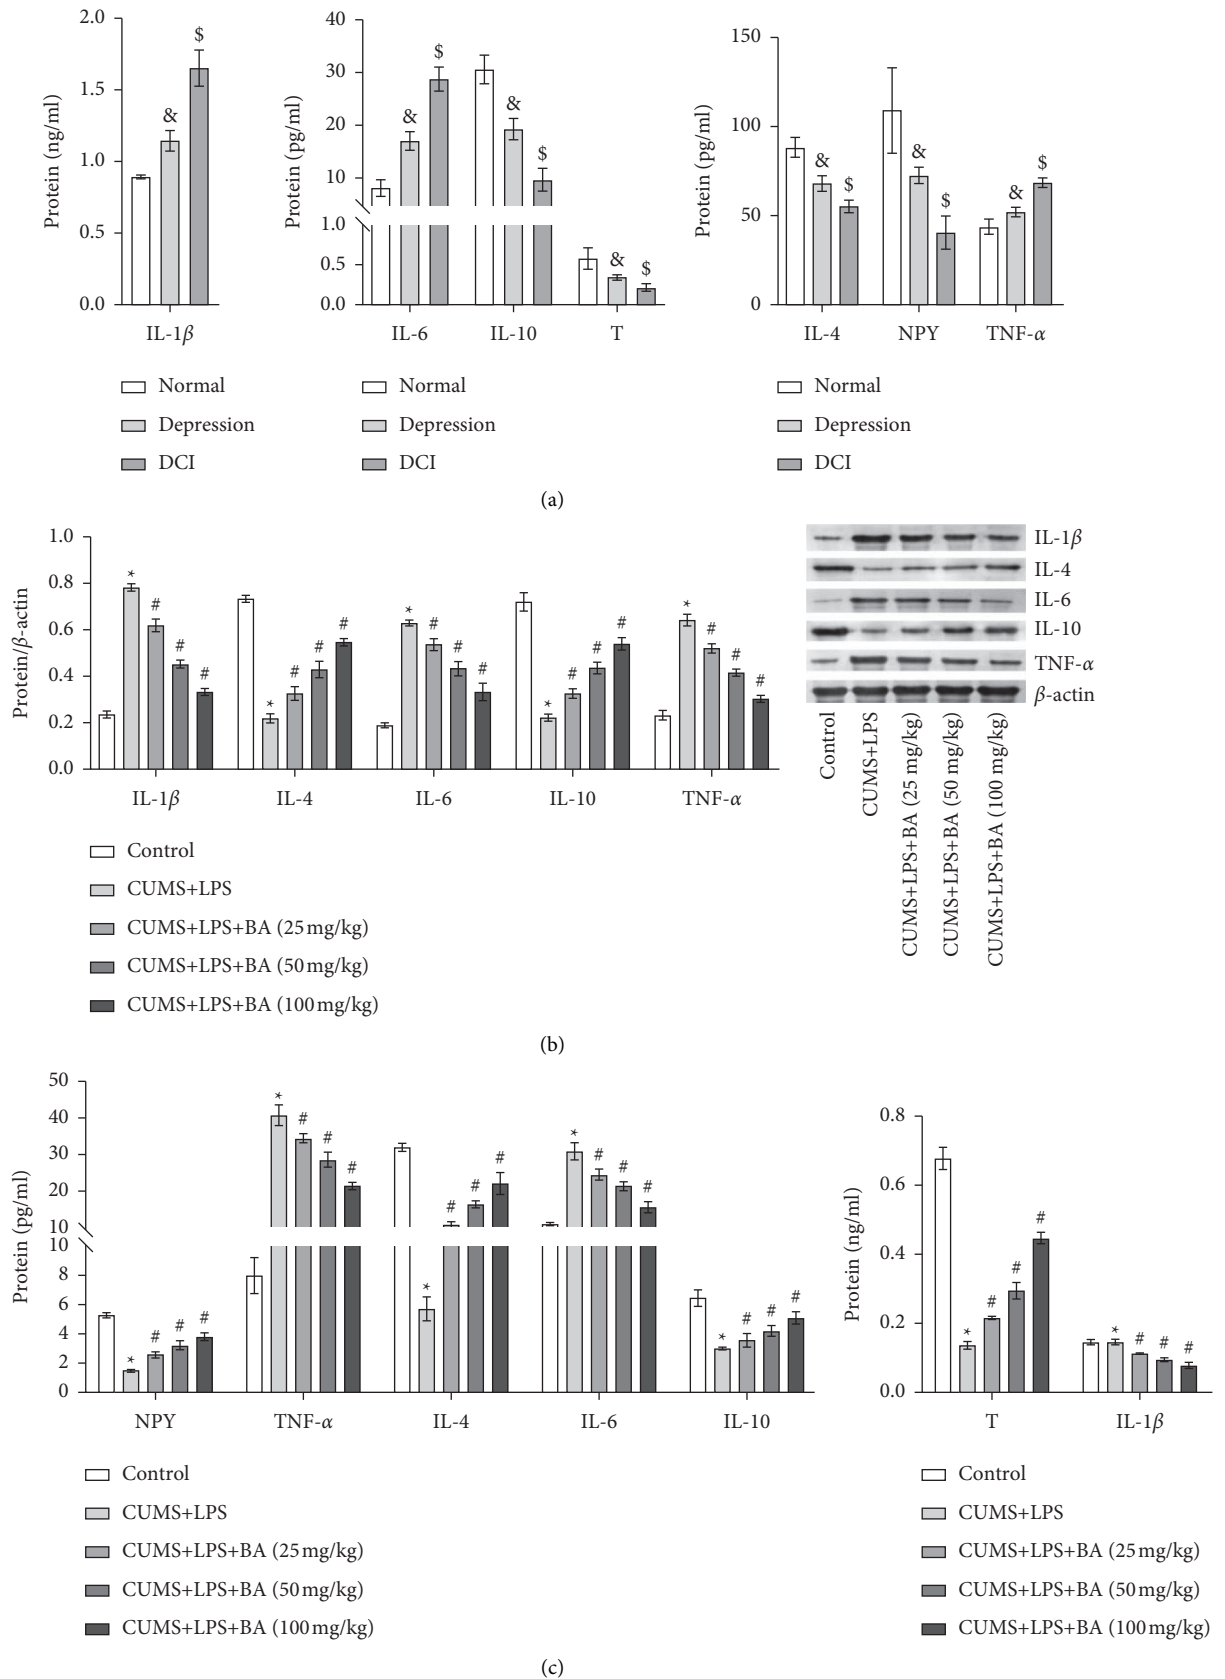 Protein (ng/ml)
2.0
1.5
1.0
0.5
0.0
&
$
IL-1β
Normal
Depression
DCI
Protein (pg/ml)
40
30
20
10
1.0
0.5
0.0
&
$
&
$
&
$
IL-6 IL-10 T
Normal
Depression
DCI
Protein (pg/ml)
150
100
50
0
&
$
&
$
&
$
IL-4 NPY TNF-α
Normal
Depression
DCI
(a)
Protein/β-actin
1.0
0.8
0.6
0.4
0.2
0.0
* # # #
* # # #
* # # #
* # # #
* # # #
IL-1β IL-4 IL-6 IL-10 TNF-α
Control
CUMS+LPS
CUMS+LPS+BA (25 mg/kg)
CUMS+LPS+BA (50 mg/kg)
CUMS+LPS+BA (100 mg/kg)
IL-1β
IL-4
IL-6
IL-10
TNF-α
β-actin
Control
CUMS+LPS
CUMS+LPS+BA (25 mg/kg)
CUMS+LPS+BA (50 mg/kg)
CUMS+LPS+BA (100 mg/kg)
(b)
Protein (pg/ml)
50
40
30
20
10
10
8
6
4
2
0
* # # #
* # # #
* # # #
* # # #
* # # #
NPY TNF-α IL-4 IL-6 IL-10
Control
CUMS+LPS
CUMS+LPS+BA (25 mg/kg)
CUMS+LPS+BA (50 mg/kg)
CUMS+LPS+BA (100 mg/kg)
Protein (ng/ml)
0.8
0.6
0.4
0.2
0.0
* # # #
* # # #
T IL-1β
Control
CUMS+LPS
CUMS+LPS+BA (25 mg/kg)
CUMS+LPS+BA (50 mg/kg)
CUMS+LPS+BA (100 mg/kg)
(c)